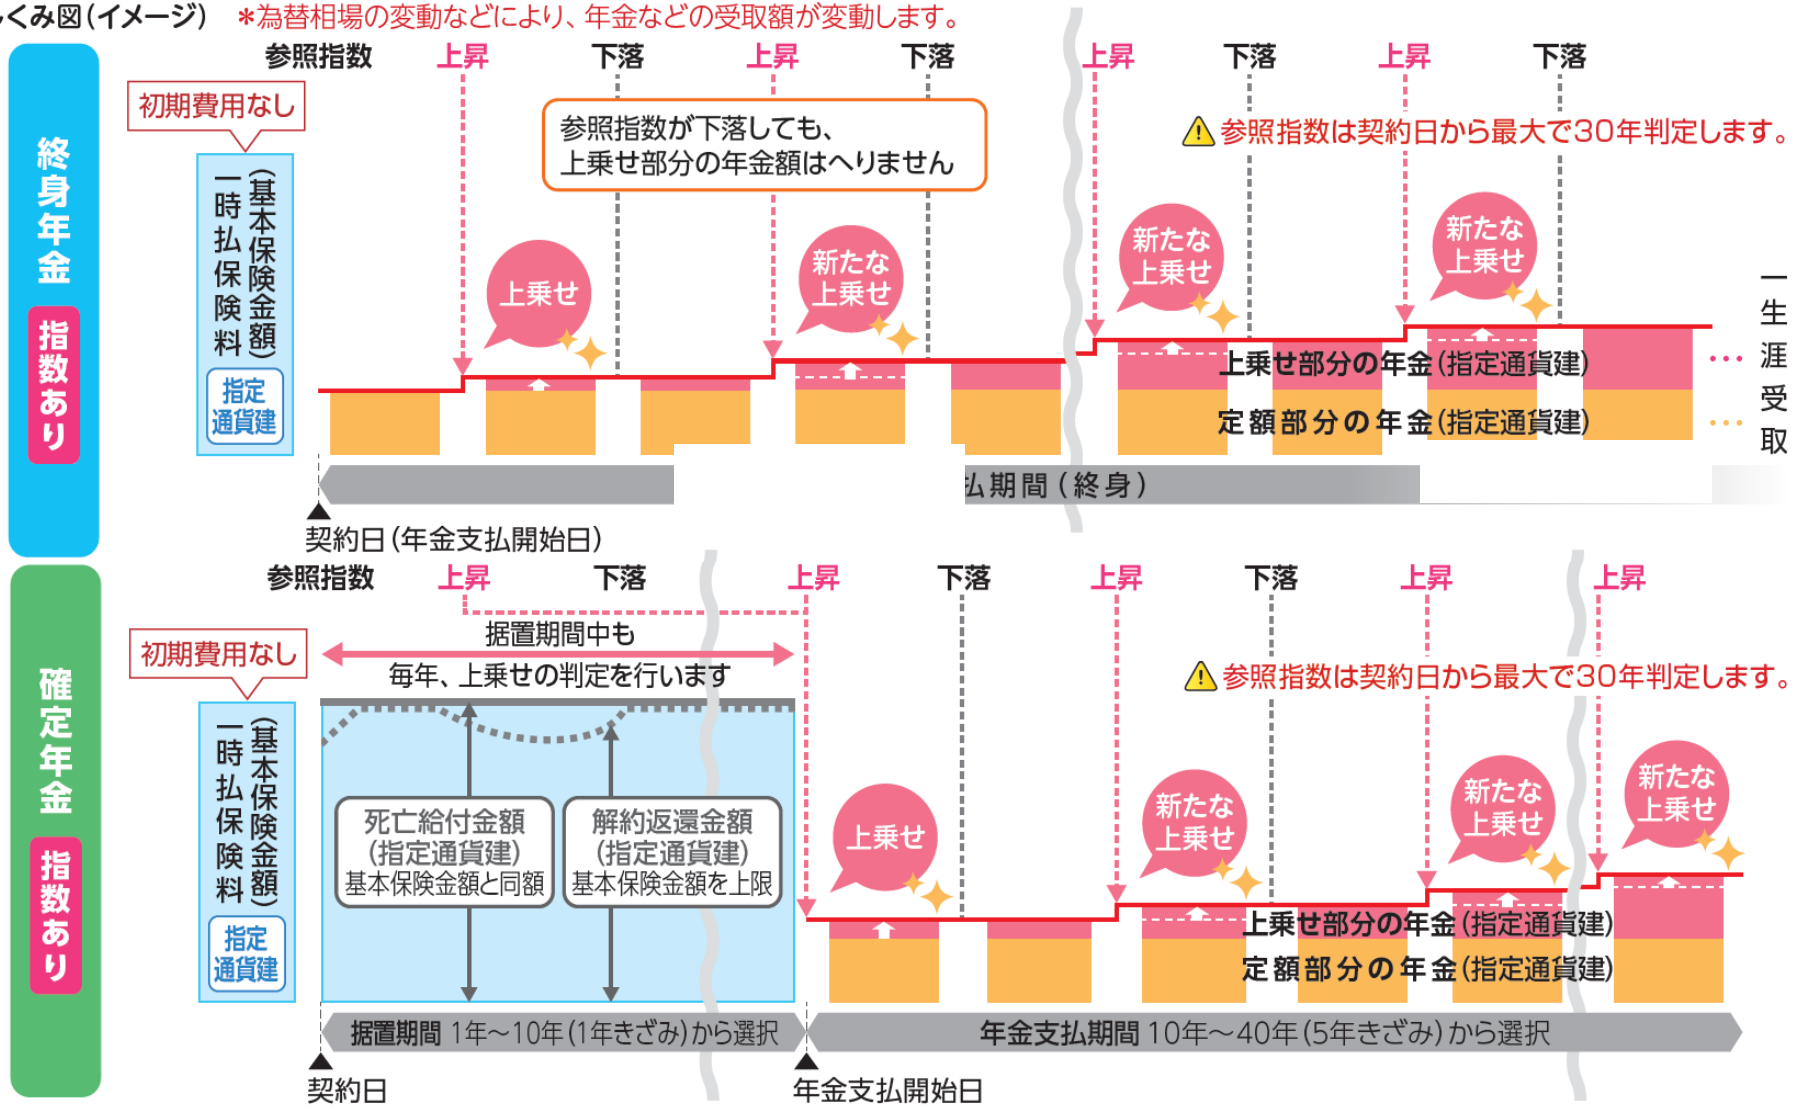 しくみ図(イメージ) *為替相場の変動などにより、年金などの受取額が変動します。
終身年金
指数あり
参照指数 上昇 下落 上昇 下落 上昇 下落 上昇 下落
初期費用なし
参照指数が下落しても、
上乗せ部分の年金額はへりません
⚠参照指数は契約日から最大で30年判定します。
一時払保険料
(基本保険金額)
指定
通貨建
上乗せ
新たな
上乗せ
新たな
上乗せ
新たな
上乗せ
上乗せ部分の年金(指定通貨建) …
定額部分の年金(指定通貨建) …
一生涯受取
払期間(終身)
契約日(年金支払開始日)
確定年金
指数あり
参照指数 上昇 下落 上昇 下落 上昇 下落 上昇 上昇
初期費用なし
据置期間中も
毎年、上乗せの判定を行います
⚠参照指数は契約日から最大で30年判定します。
一時払保険料
(基本保険金額)
指定
通貨建
死亡給付金額
(指定通貨建)
基本保険金額と同額
解約返還金額
(指定通貨建)
基本保険金額を上限
上乗せ
新たな
上乗せ
新たな
上乗せ
新たな
上乗せ
上乗せ部分の年金(指定通貨建)
定額部分の年金(指定通貨建)
据置期間 1年~10年(1年きざみ)から選択
年金支払期間 10年~40年(5年きざみ)から選択
契約日
年金支払開始日